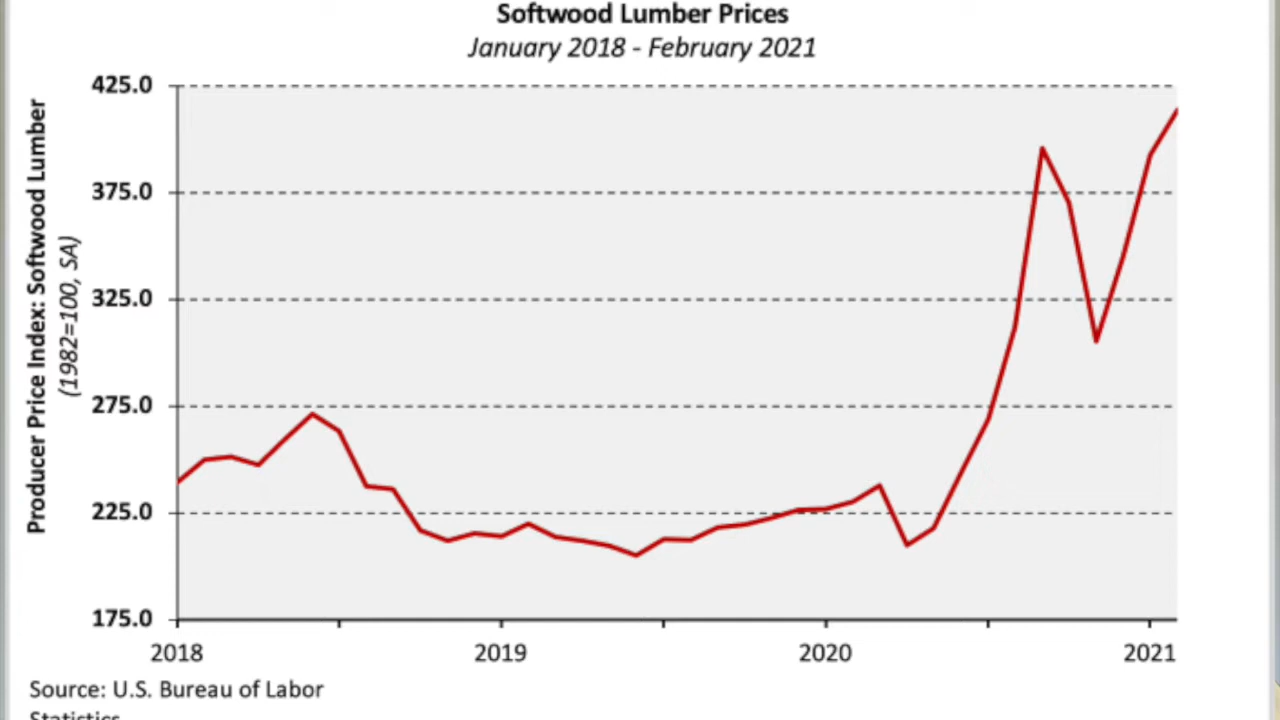 Softwood Lumber Prices
January 2018 - February 2021
Producer Price Index: Softwood Lumber
(1982=100, SA)
425.0
375.0
325.0
275.0
225.0
175.0
2018 2019 2020 2021
Source: U.S. Bureau of Labor
Statistics